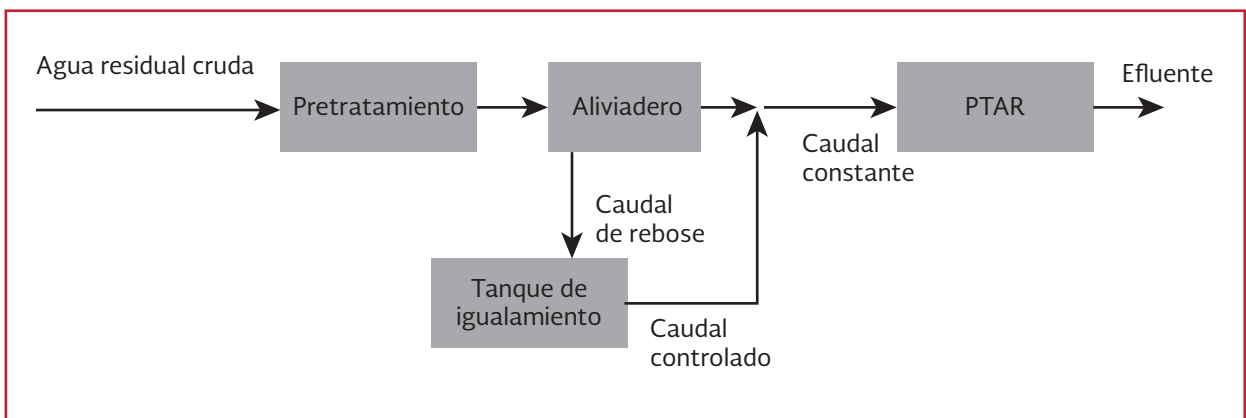 Agua residual cruda
Pretratamiento
Aliviadero
PTAR
Efluente
Caudal
constante
Caudal
de rebose
Tanque de
igualamiento
Caudal
controlado